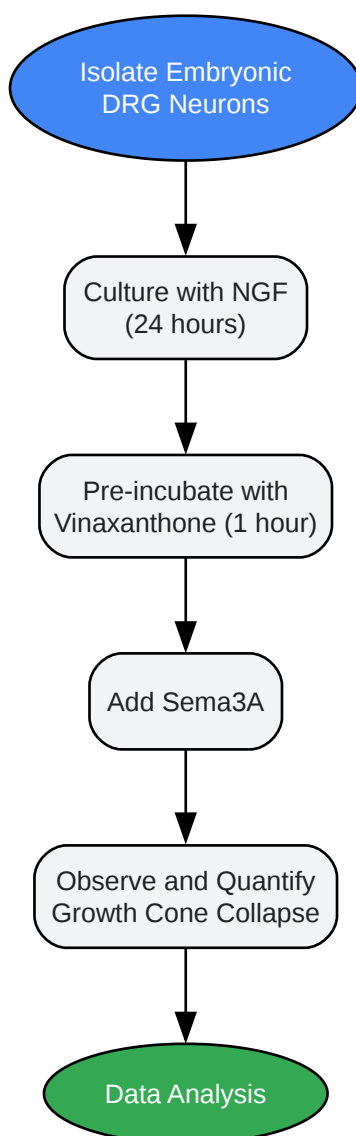 Isolate Embryonic
DRG Neurons
Culture with NGF
(24 hours)
Pre-incubate with
Vinaxanthone (1 hour)
Add Sema3A
Observe and Quantify
Growth Cone Collapse
Data Analysis